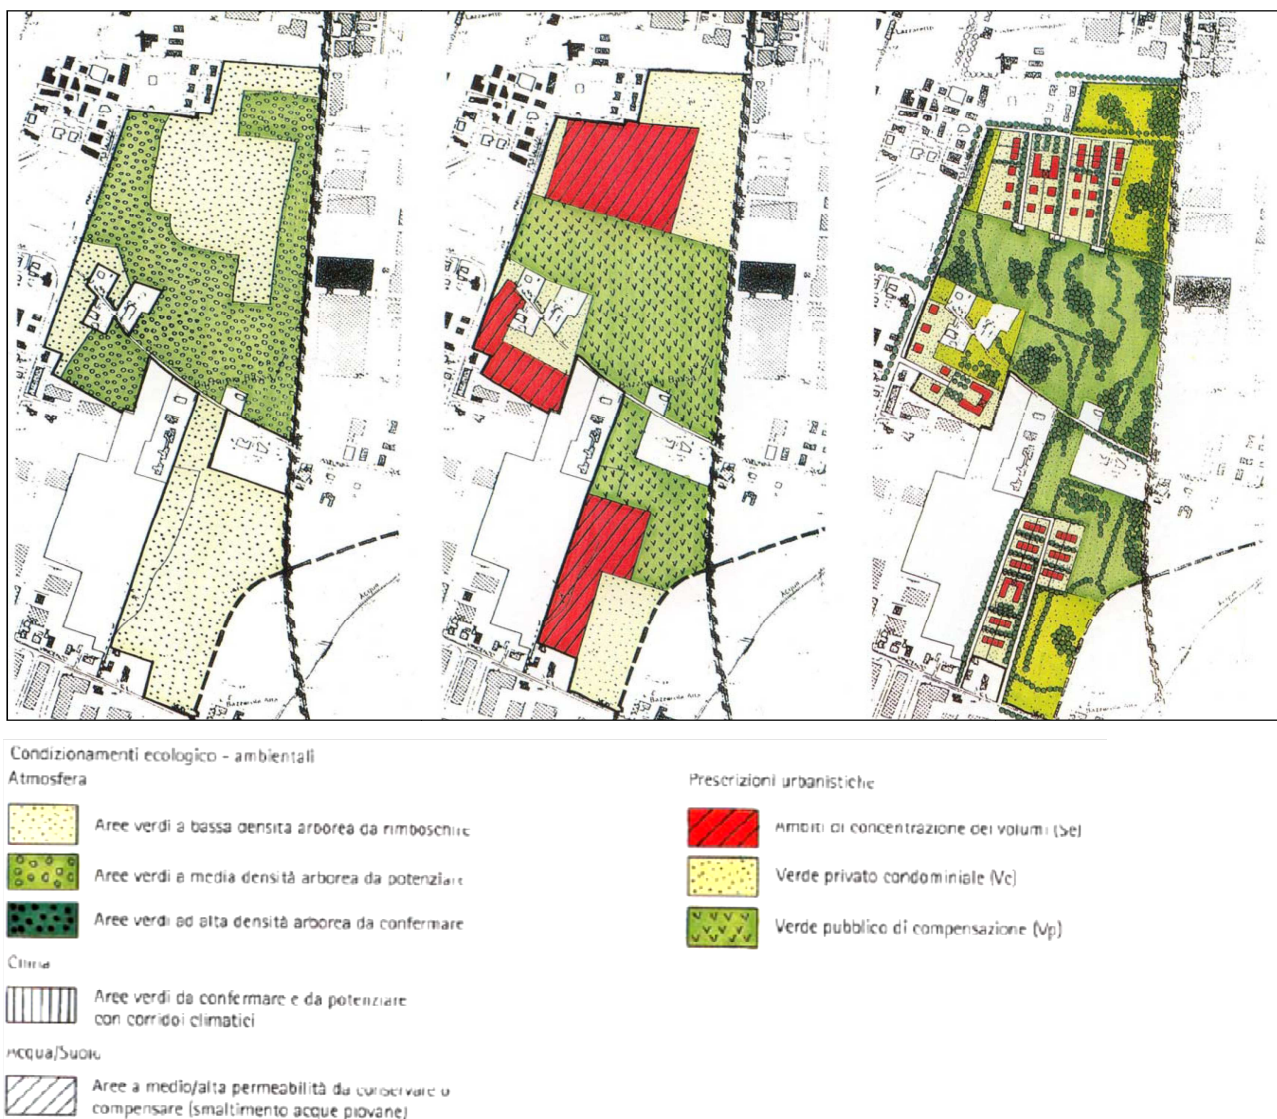 Condizionamenti ecologico - ambientali
Atmosfera
Aree verdi a bassa densità arborea da rimboschire
Aree verdi a media densità arborea da potenziare
Aree verdi ad alta densità arborea da confermare
Clima
Aree verdi da confermare e da potenziare
con corridoi climatici
Acqua/Suolo
Aree a medio/alta permeabilità da conservare o
compensare (smaltimento acque piovane)
Prescrizioni urbanistiche
Ambiti di concentrazione dei volumi (Se)
Verde privato condominiale (Vc)
Verde pubblico di compensazione (Vp)